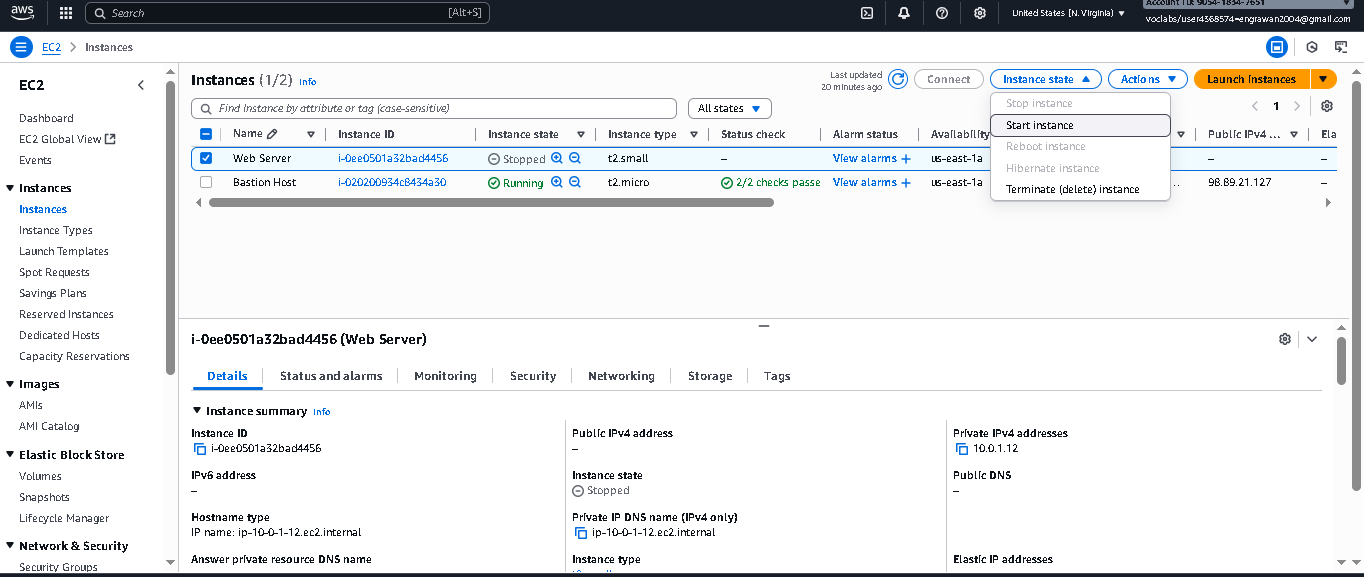 aws
Search [Alt+S]
United States (N. Virginia)
Account ID: 9054-1834-7651
voclabs/user4368574=engrawan2004@gmail.com
EC2 > Instances
EC2
Dashboard
EC2 Global View
Events
Instances
Instances
Instance Types
Launch Templates
Spot Requests
Savings Plans
Reserved Instances
Dedicated Hosts
Capacity Reservations
Images
AMIs
AMI Catalog
Elastic Block Store
Volumes
Snapshots
Lifecycle Manager
Network & Security
Security Groups
Instances (1/2) Info
Last updated
20 minutes ago
Connect
Instance state
Actions
Launch instances
Find Instance by attribute or tag (case-sensitive)
All states
1
Stop instance
Start instance
Reboot instance
Hibernate instance
Terminate (delete) instance
Name Instance ID Instance state Instance type Status check Alarm status Availability Public IPv4 ... Ela
Web Server i-0ee0501a32bad4456 Stopped t2.small – View alarms + us-east-1a – –
Bastion Host i-020200934c8434a30 Running t2.micro 2/2 checks passe View alarms + us-east-1a ... 98.89.21.127 –
i-0ee0501a32bad4456 (Web Server)
Details Status and alarms Monitoring Security Networking Storage Tags
Instance summary Info
Instance ID
i-0ee0501a32bad4456
Public IPv4 address
–
Private IPv4 addresses
10.0.1.12
IPv6 address
–
Instance state
Stopped
Public DNS
–
Hostname type
IP name: ip-10-0-1-12.ec2.internal
Private IP DNS name (IPv4 only)
ip-10-0-1-12.ec2.internal
Answer private resource DNS name
Instance type
Elastic IP addresses